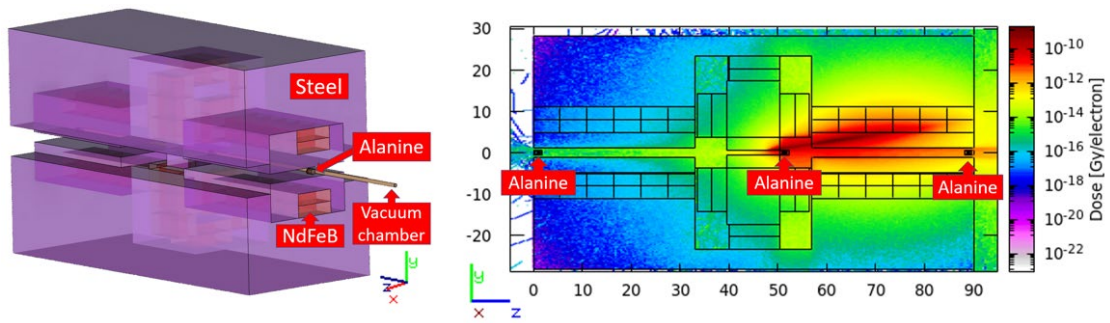 Steel
Alanine
NdFeB
Vacuum
chamber
y
z
x
30
20
10
0
-10
-20
Alanine
Alanine
Alanine
0
10
20
30
40
50
60
70
80
90
y
x
z
10⁻¹⁰
10⁻¹²
10⁻¹⁴
10⁻¹⁶
10⁻¹⁸
10⁻²⁰
10⁻²²
Dose [Gy/electron]